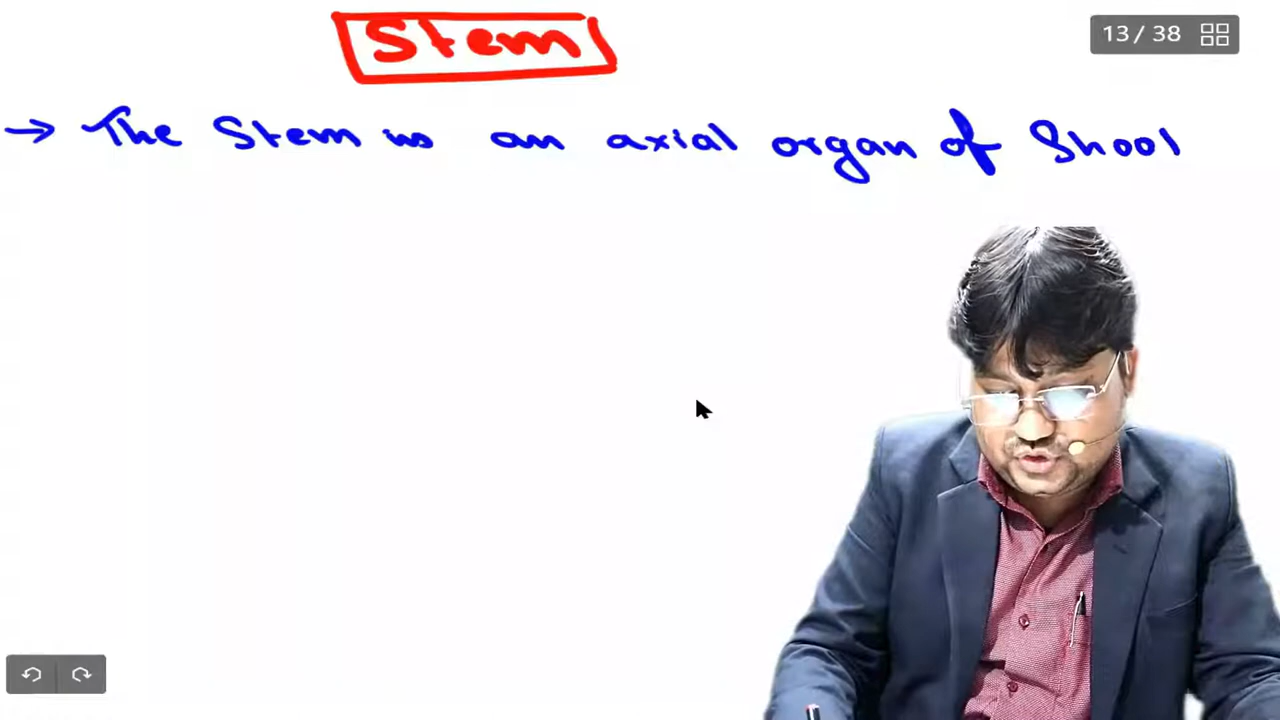 Stem
13 / 38
→ The Stem is an axial organ of Shool